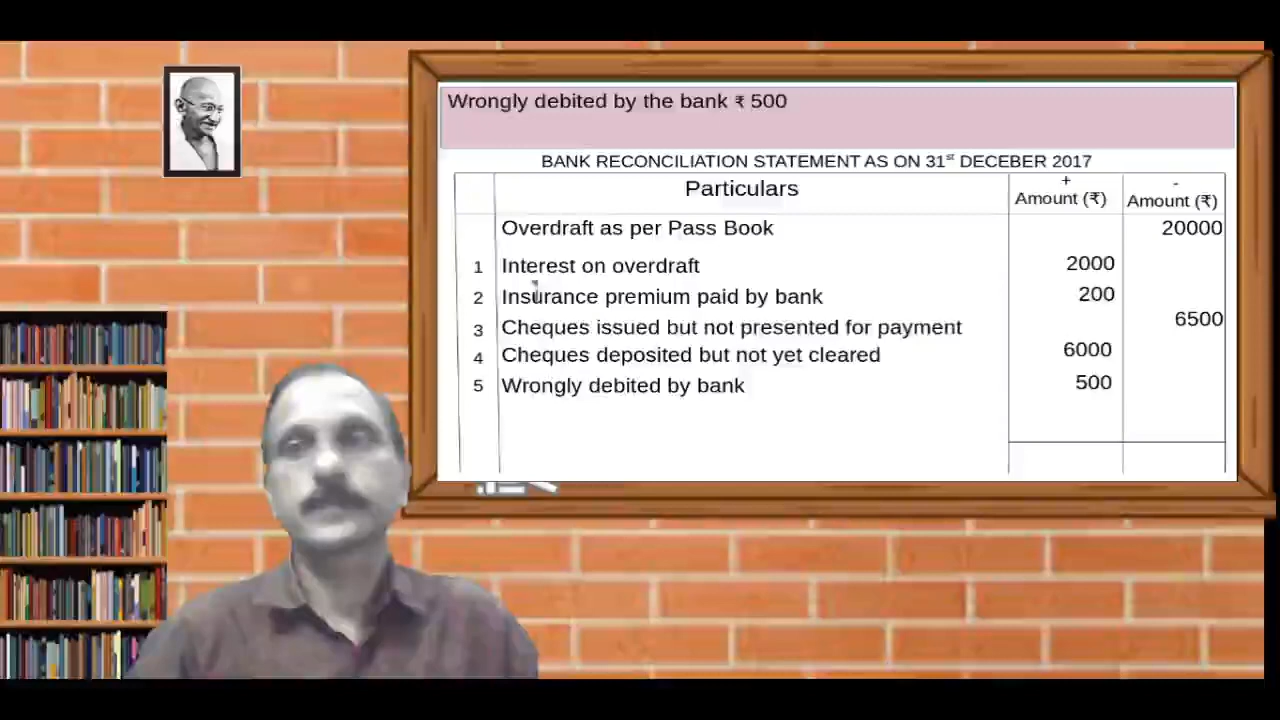 Wrongly debited by the bank ₹ 500
BANK RECONCILIATION STATEMENT AS ON 31st DECEBER 2017
Particulars + Amount (₹) - Amount (₹)
Overdraft as per Pass Book 20000
1 Interest on overdraft 2000
2 Insurance premium paid by bank 200
3 Cheques issued but not presented for payment 6500
4 Cheques deposited but not yet cleared 6000
5 Wrongly debited by bank 500